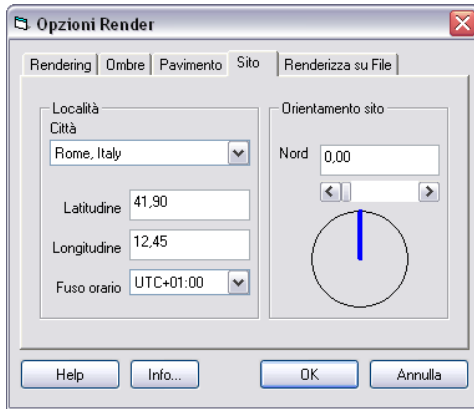 Opzioni Render
Rendering Ombre Pavimento Sito Renderizza su File
Località
Città
Rome, Italy
Latitudine 41,90
Longitudine 12,45
Fuso orario UTC+01:00
Orientamento sito
Nord 0,00
Help Info... OK Annulla